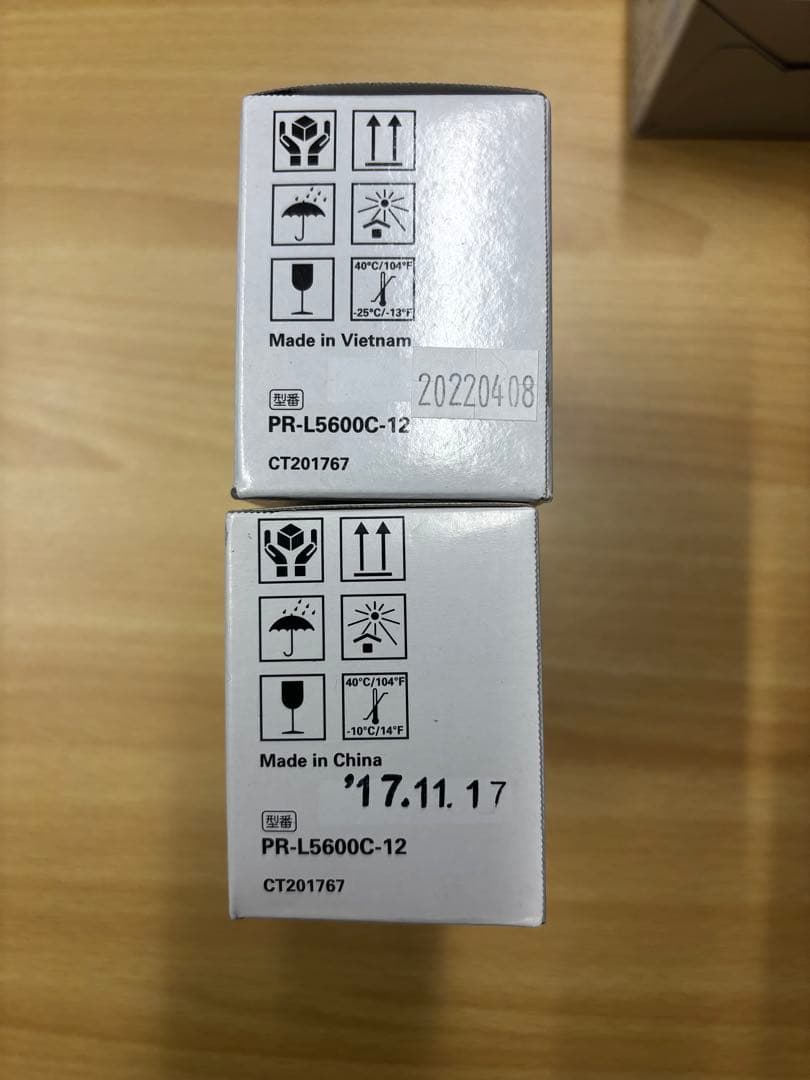 40°C/104°F
-25°C/-13°F
Made in Vietnam
20220408
型番
PR-L5600C-12
CT201767
40°C/104°F
-10°C/14°F
Made in China
'17.11.17
型番
PR-L5600C-12
CT201767